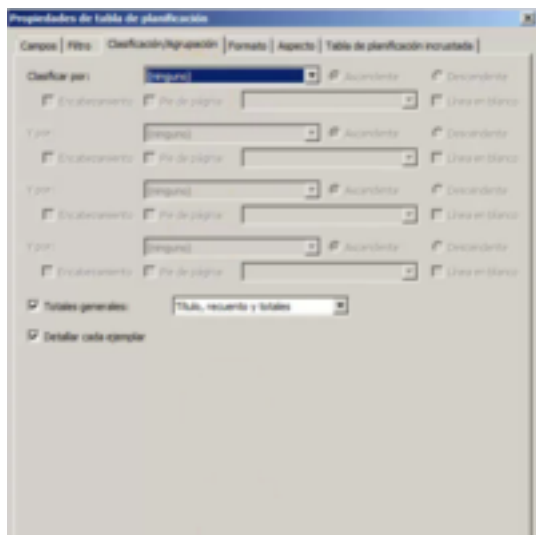 Propiedades de tabla de planificación
Campos Filtro Clasificación/Agrupación Formato Aspecto Tabla de planificación incrustada
Clasificar por: (ninguno) Ascendente Descendente
Encabezamiento Pie de página Línea en blanco
Y por: (ninguno) Ascendente Descendente
Encabezamiento Pie de página Línea en blanco
Y por: (ninguno) Ascendente Descendente
Encabezamiento Pie de página Línea en blanco
Y por: (ninguno) Ascendente Descendente
Encabezamiento Pie de página Línea en blanco
Totales generales: Título, recuento y totales
Detallar cada ejemplar